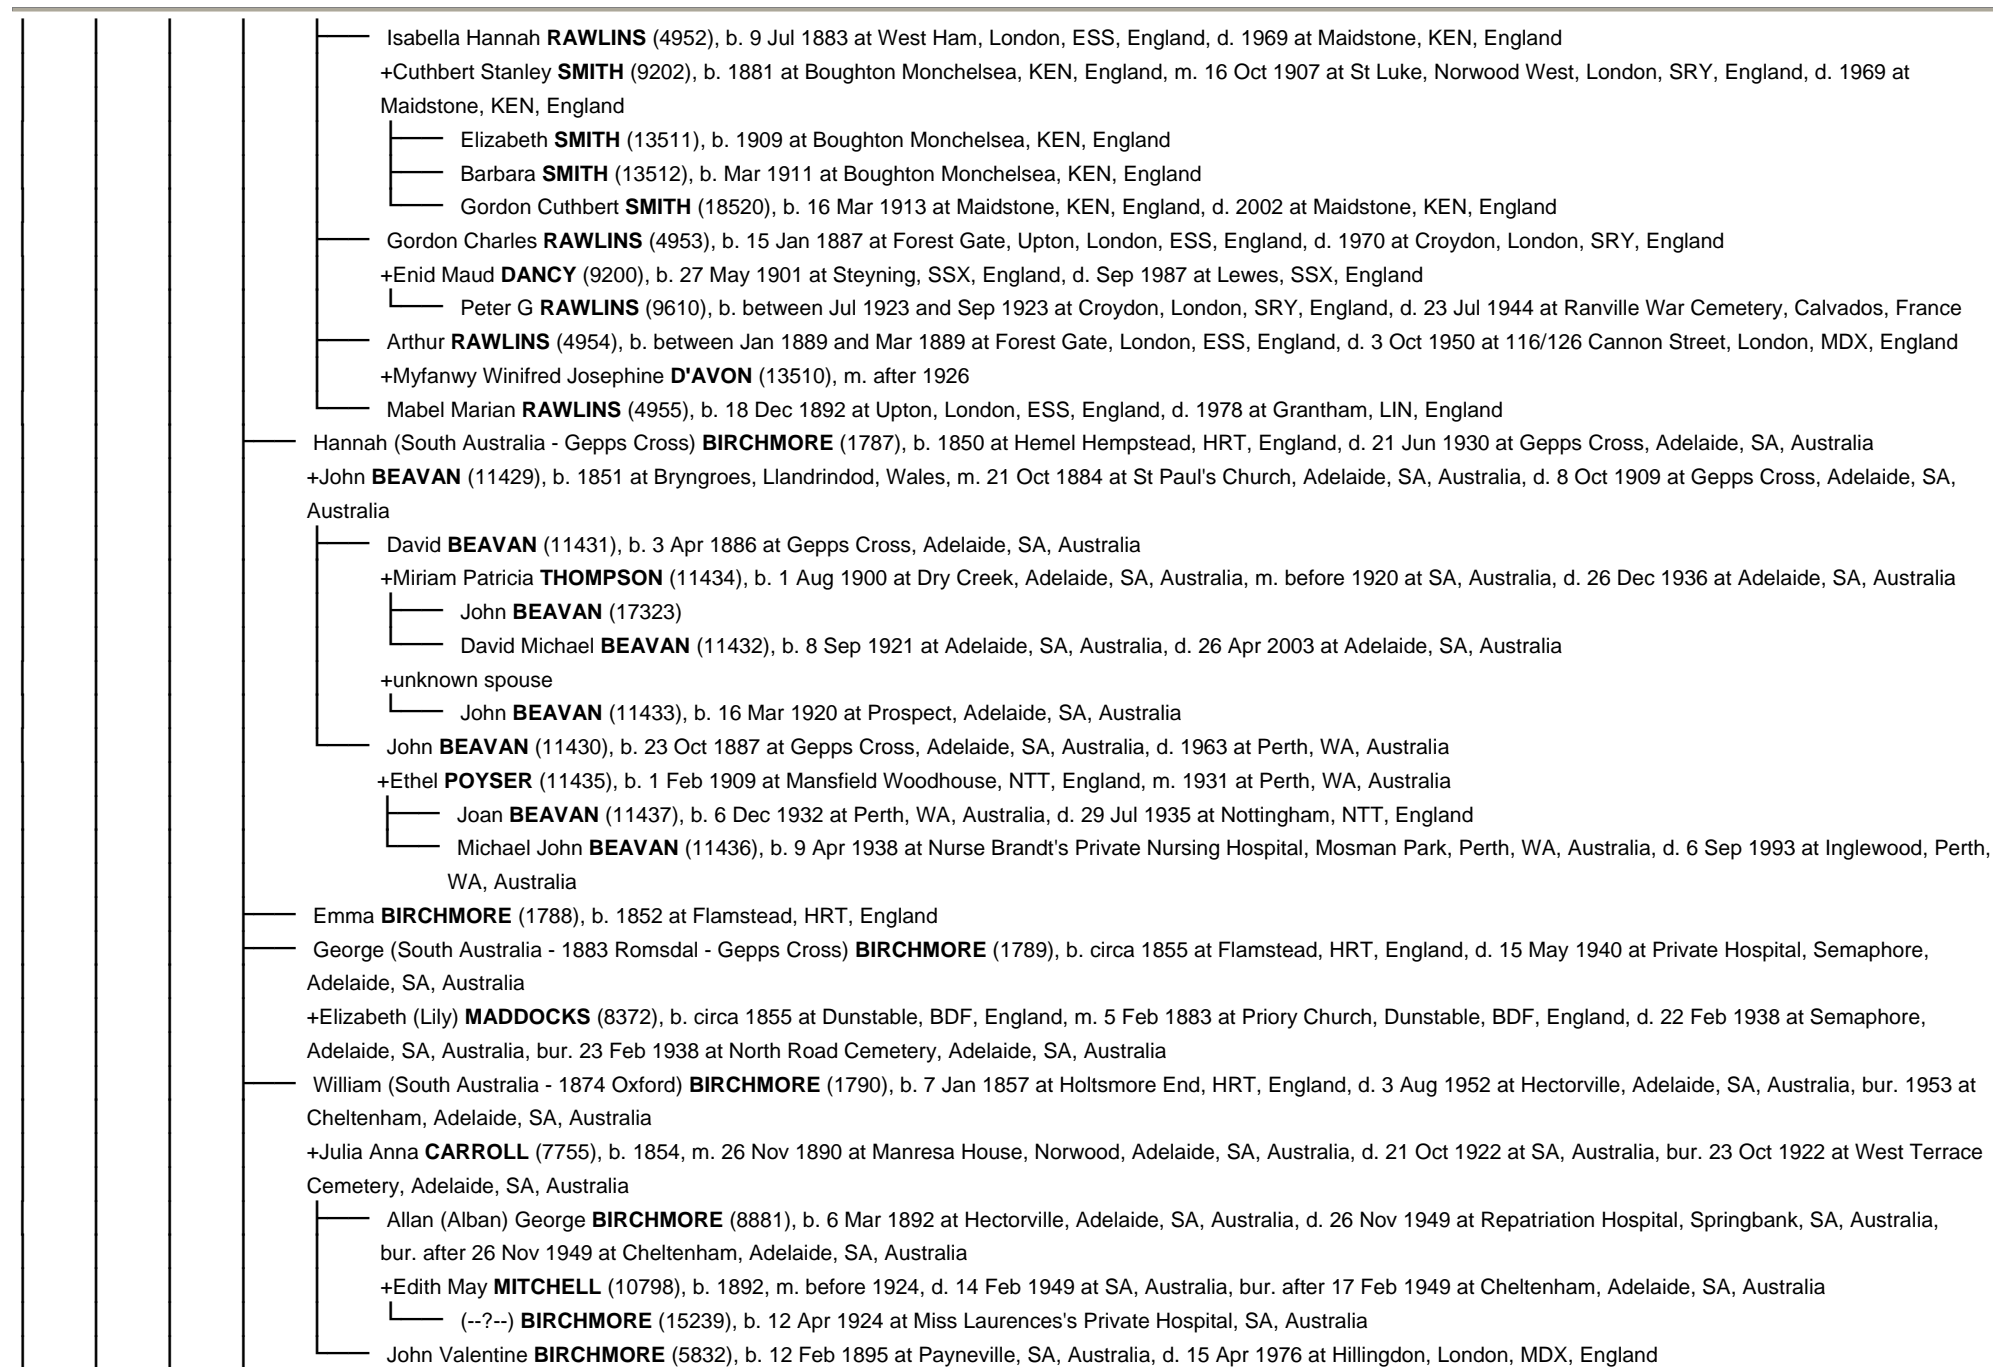 Isabella Hannah RAWLINS (4952), b. 9 Jul 1883 at West Ham, London, ESS, England, d. 1969 at Maidstone, KEN, England
+Cuthbert Stanley SMITH (9202), b. 1881 at Boughton Monchelsea, KEN, England, m. 16 Oct 1907 at St Luke, Norwood West, London, SRY, England, d. 1969 at
Maidstone, KEN, England
Elizabeth SMITH (13511), b. 1909 at Boughton Monchelsea, KEN, England
Barbara SMITH (13512), b. Mar 1911 at Boughton Monchelsea, KEN, England
Gordon Cuthbert SMITH (18520), b. 16 Mar 1913 at Maidstone, KEN, England, d. 2002 at Maidstone, KEN, England
Gordon Charles RAWLINS (4953), b. 15 Jan 1887 at Forest Gate, Upton, London, ESS, England, d. 1970 at Croydon, London, SRY, England
+Enid Maud DANCY (9200), b. 27 May 1901 at Steyning, SSX, England, d. Sep 1987 at Lewes, SSX, England
Peter G RAWLINS (9610), b. between Jul 1923 and Sep 1923 at Croydon, London, SRY, England, d. 23 Jul 1944 at Ranville War Cemetery, Calvados, France
Arthur RAWLINS (4954), b. between Jan 1889 and Mar 1889 at Forest Gate, London, ESS, England, d. 3 Oct 1950 at 116/126 Cannon Street, London, MDX, England
+Myfanwy Winifred Josephine D'AVON (13510), m. after 1926
Mabel Marian RAWLINS (4955), b. 18 Dec 1892 at Upton, London, ESS, England, d. 1978 at Grantham, LIN, England
Hannah (South Australia - Gepps Cross) BIRCHMORE (1787), b. 1850 at Hemel Hempstead, HRT, England, d. 21 Jun 1930 at Gepps Cross, Adelaide, SA, Australia
+John BEAVAN (11429), b. 1851 at Bryngroes, Llandrindod, Wales, m. 21 Oct 1884 at St Paul's Church, Adelaide, SA, Australia, d. 8 Oct 1909 at Gepps Cross, Adelaide, SA,
Australia
David BEAVAN (11431), b. 3 Apr 1886 at Gepps Cross, Adelaide, SA, Australia
+Miriam Patricia THOMPSON (11434), b. 1 Aug 1900 at Dry Creek, Adelaide, SA, Australia, m. before 1920 at SA, Australia, d. 26 Dec 1936 at Adelaide, SA, Australia
John BEAVAN (17323)
David Michael BEAVAN (11432), b. 8 Sep 1921 at Adelaide, SA, Australia, d. 26 Apr 2003 at Adelaide, SA, Australia
+unknown spouse
John BEAVAN (11433), b. 16 Mar 1920 at Prospect, Adelaide, SA, Australia
John BEAVAN (11430), b. 23 Oct 1887 at Gepps Cross, Adelaide, SA, Australia, d. 1963 at Perth, WA, Australia
+Ethel POYSER (11435), b. 1 Feb 1909 at Mansfield Woodhouse, NTT, England, m. 1931 at Perth, WA, Australia
Joan BEAVAN (11437), b. 6 Dec 1932 at Perth, WA, Australia, d. 29 Jul 1935 at Nottingham, NTT, England
Michael John BEAVAN (11436), b. 9 Apr 1938 at Nurse Brandt's Private Nursing Hospital, Mosman Park, Perth, WA, Australia, d. 6 Sep 1993 at Inglewood, Perth,
WA, Australia
Emma BIRCHMORE (1788), b. 1852 at Flamstead, HRT, England
George (South Australia - 1883 Romsdal - Gepps Cross) BIRCHMORE (1789), b. circa 1855 at Flamstead, HRT, England, d. 15 May 1940 at Private Hospital, Semaphore,
Adelaide, SA, Australia
+Elizabeth (Lily) MADDOCKS (8372), b. circa 1855 at Dunstable, BDF, England, m. 5 Feb 1883 at Priory Church, Dunstable, BDF, England, d. 22 Feb 1938 at Semaphore,
Adelaide, SA, Australia, bur. 23 Feb 1938 at North Road Cemetery, Adelaide, SA, Australia
William (South Australia - 1874 Oxford) BIRCHMORE (1790), b. 7 Jan 1857 at Holtsmore End, HRT, England, d. 3 Aug 1952 at Hectorville, Adelaide, SA, Australia, bur. 1953 at
Cheltenham, Adelaide, SA, Australia
+Julia Anna CARROLL (7755), b. 1854, m. 26 Nov 1890 at Manresa House, Norwood, Adelaide, SA, Australia, d. 21 Oct 1922 at SA, Australia, bur. 23 Oct 1922 at West Terrace
Cemetery, Adelaide, SA, Australia
Allan (Alban) George BIRCHMORE (8881), b. 6 Mar 1892 at Hectorville, Adelaide, SA, Australia, d. 26 Nov 1949 at Repatriation Hospital, Springbank, SA, Australia,
bur. after 26 Nov 1949 at Cheltenham, Adelaide, SA, Australia
+Edith May MITCHELL (10798), b. 1892, m. before 1924, d. 14 Feb 1949 at SA, Australia, bur. after 17 Feb 1949 at Cheltenham, Adelaide, SA, Australia
(--?--) BIRCHMORE (15239), b. 12 Apr 1924 at Miss Laurences's Private Hospital, SA, Australia
John Valentine BIRCHMORE (5832), b. 12 Feb 1895 at Payneville, SA, Australia, d. 15 Apr 1976 at Hillingdon, London, MDX, England